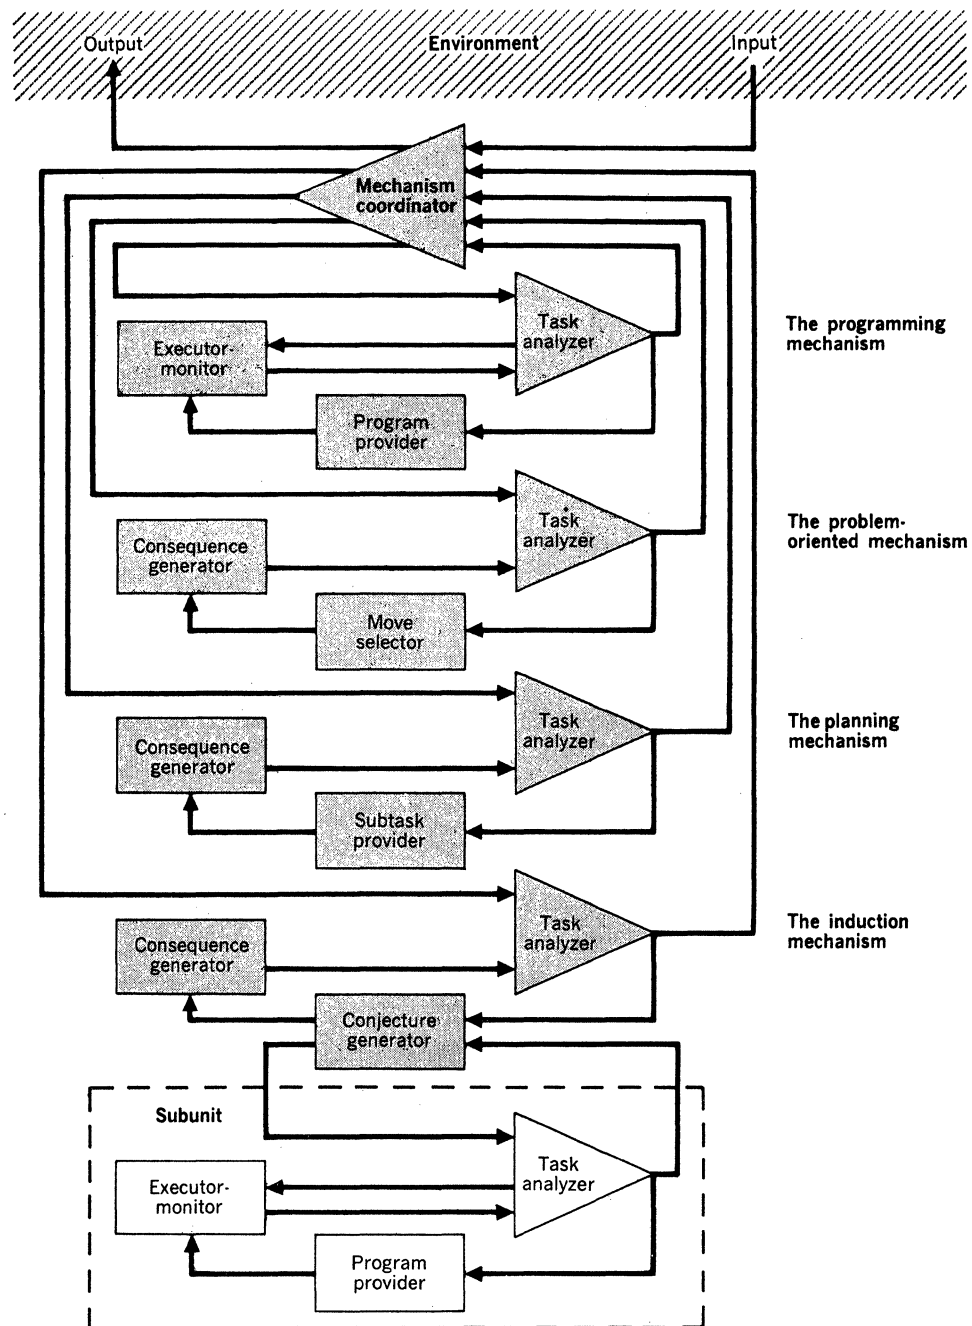 Output Environment Input
Mechanism
coordinator
Task
analyzer
The programming
mechanism
Executor-
monitor
Program
provider
Task
analyzer
The problem-
oriented mechanism
Consequence
generator
Move
selector
Task
analyzer
The planning
mechanism
Consequence
generator
Subtask
provider
Task
analyzer
The induction
mechanism
Consequence
generator
Conjecture
generator
Subunit
Task
analyzer
Executor-
monitor
Program
provider